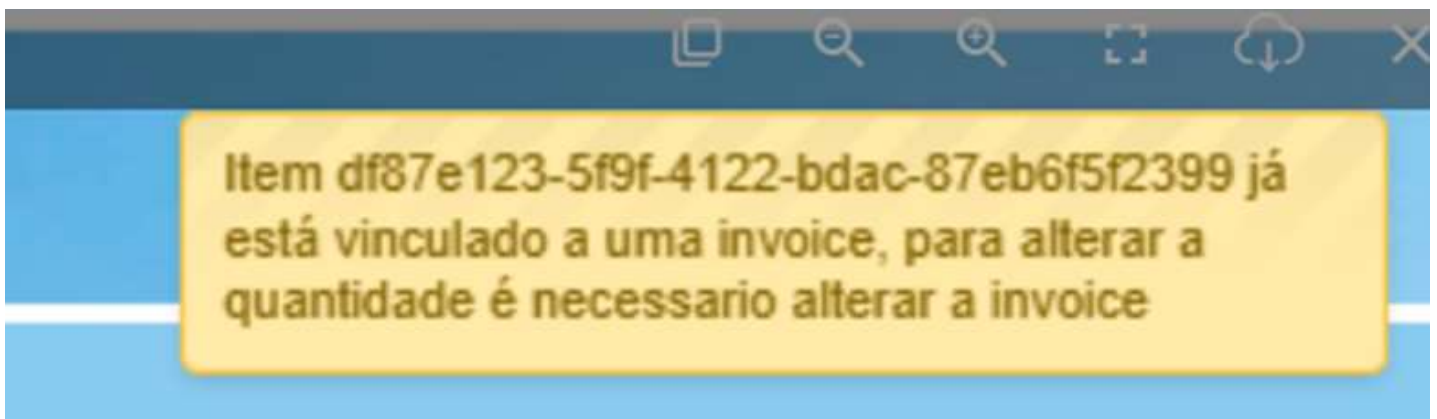 Item df87e123-5f9f-4122-bdac-87eb6f5f2399 já
está vinculado a uma invoice, para alterar a
quantidade é necessario alterar a invoice